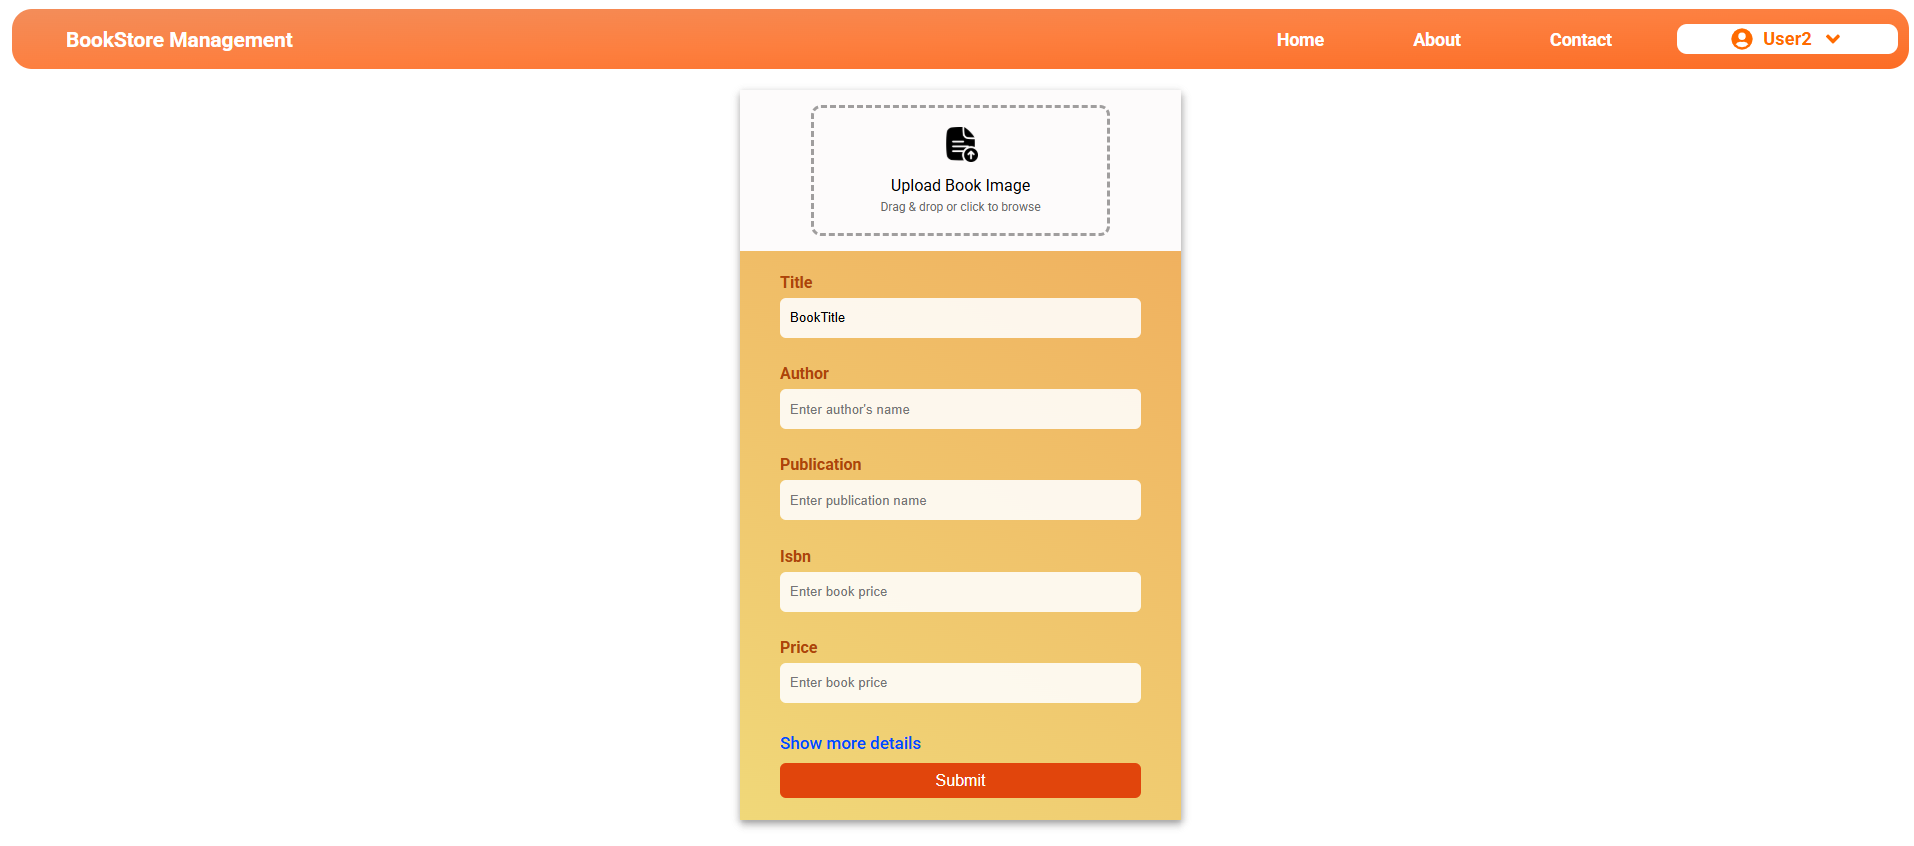 BookStore Management
Home
About
Contact
User2
Upload Book Image
Drag & drop or click to browse
Title
BookTitle
Author
Enter author's name
Publication
Enter publication name
Isbn
Enter book price
Price
Enter book price
Show more details
Submit